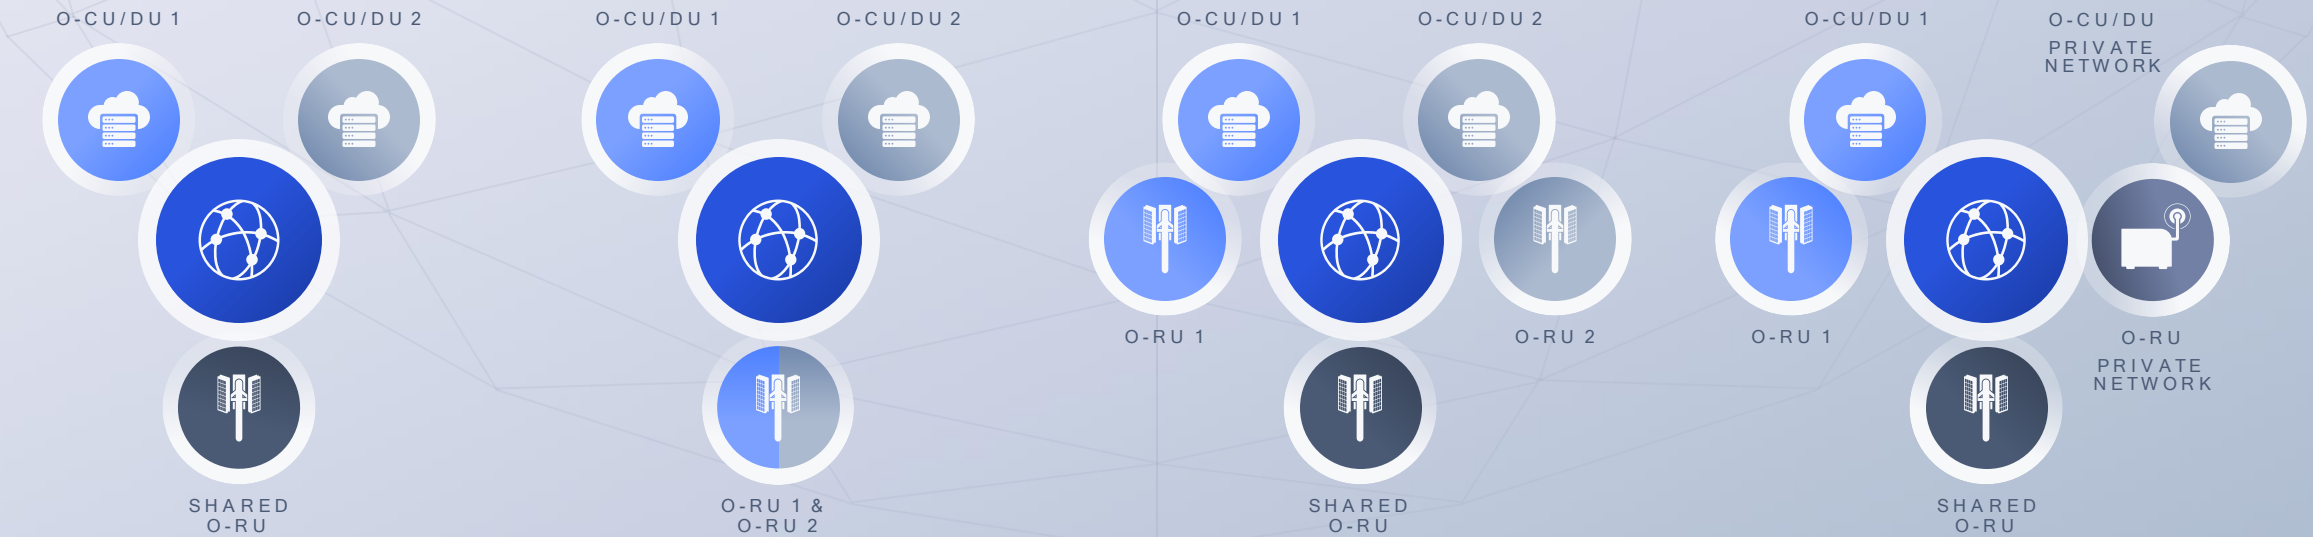 O-CU/DU 1
O-CU/DU 2
O-CU/DU 1
O-CU/DU 2
O-CU/DU 1
O-CU/DU 2
O-CU/DU 1
O-CU/DU
PRIVATE
NETWORK
O-RU 1
O-RU 2
O-RU 1
O-RU
PRIVATE
NETWORK
SHARED
O-RU
O-RU 1 &
O-RU 2
SHARED
O-RU
SHARED
O-RU